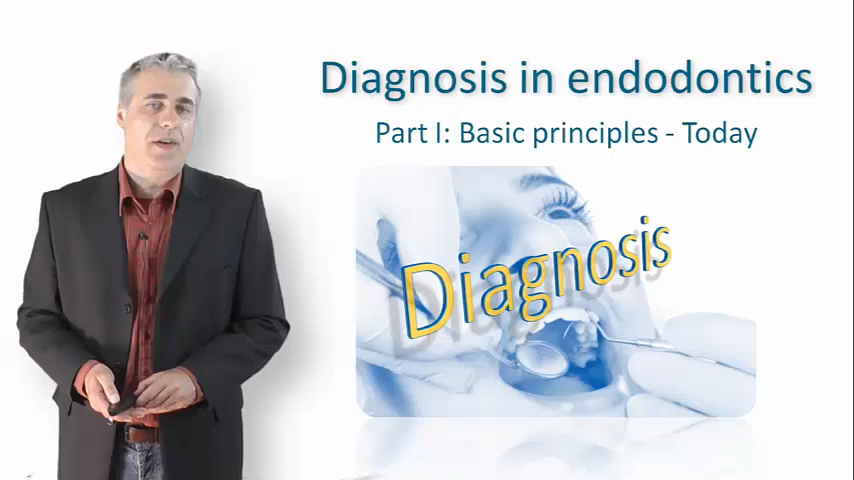 Diagnosis in endodontics
Part I: Basic principles - Today
Diagnosis